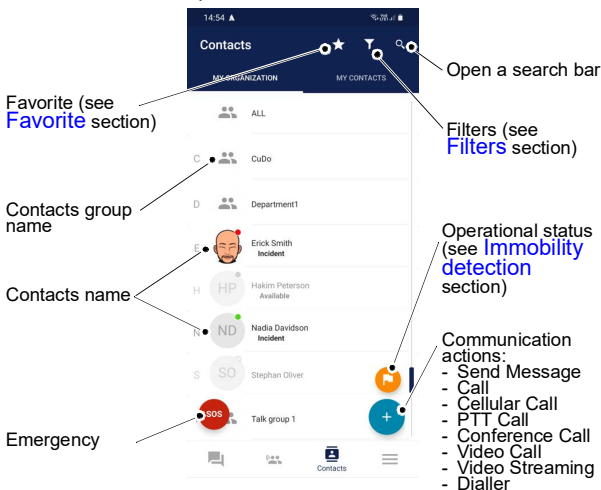 14:54
Contacts
MY ORGANIZATION
MY CONTACTS
ALL
C
CuDo
D
Department1
E
Erick Smith
Incident
H
HP
Hakim Peterson
Available
N
ND
Nadia Davidson
Incident
S
SO
Stephan Oliver
SOS
Talk group 1
+
Contacts
Favorite (see
Favorite section)
Contacts group
name
Contacts name
Emergency
Open a search bar
Filters (see
Filters section)
Operational status
(see Immobility
detection
section)
Communication
actions:
- Send Message
- Call
- Cellular Call
- PTT Call
- Conference Call
- Video Call
- Video Streaming
- Dialler